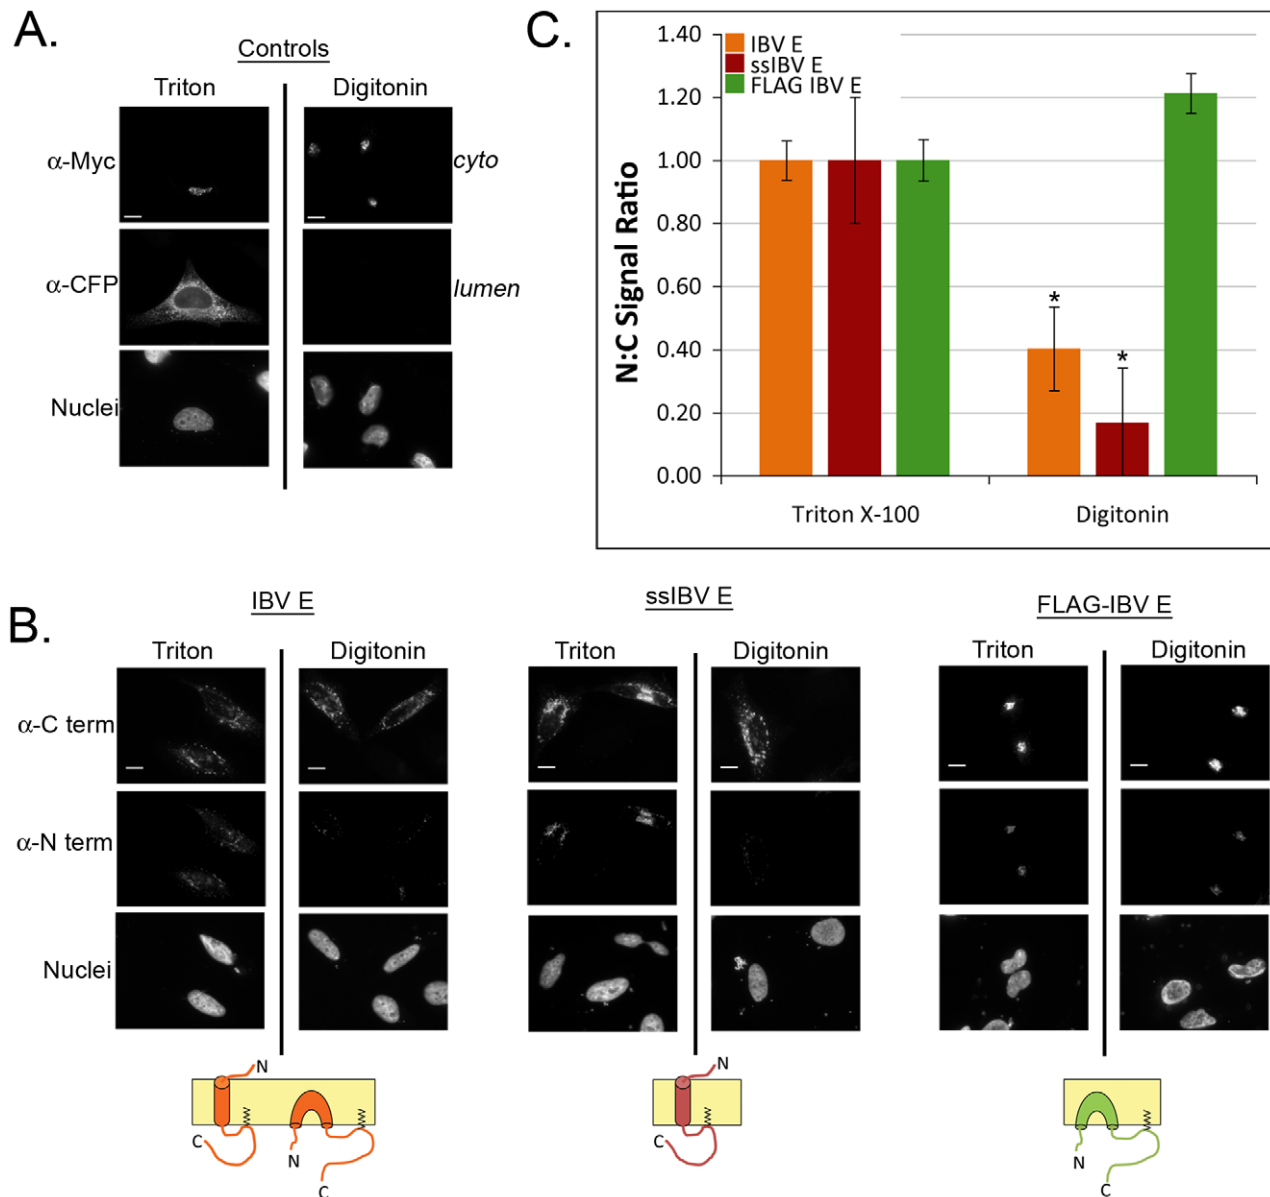 A.
Controls
Triton
Digitonin
α-Myc
cyto
α-CFP
lumen
Nuclei
C.
1.40
1.20
1.00
0.80
0.60
0.40
0.20
0.00
N:C Signal Ratio
IBV E
ssIBV E
FLAG IBV E
*
*
Triton X-100
Digitonin
B.
IBV E
ssIBV E
FLAG-IBV E
Triton
Digitonin
Triton
Digitonin
Triton
Digitonin
α-C term
α-N term
Nuclei
N
C
N
C
N
C
N
C